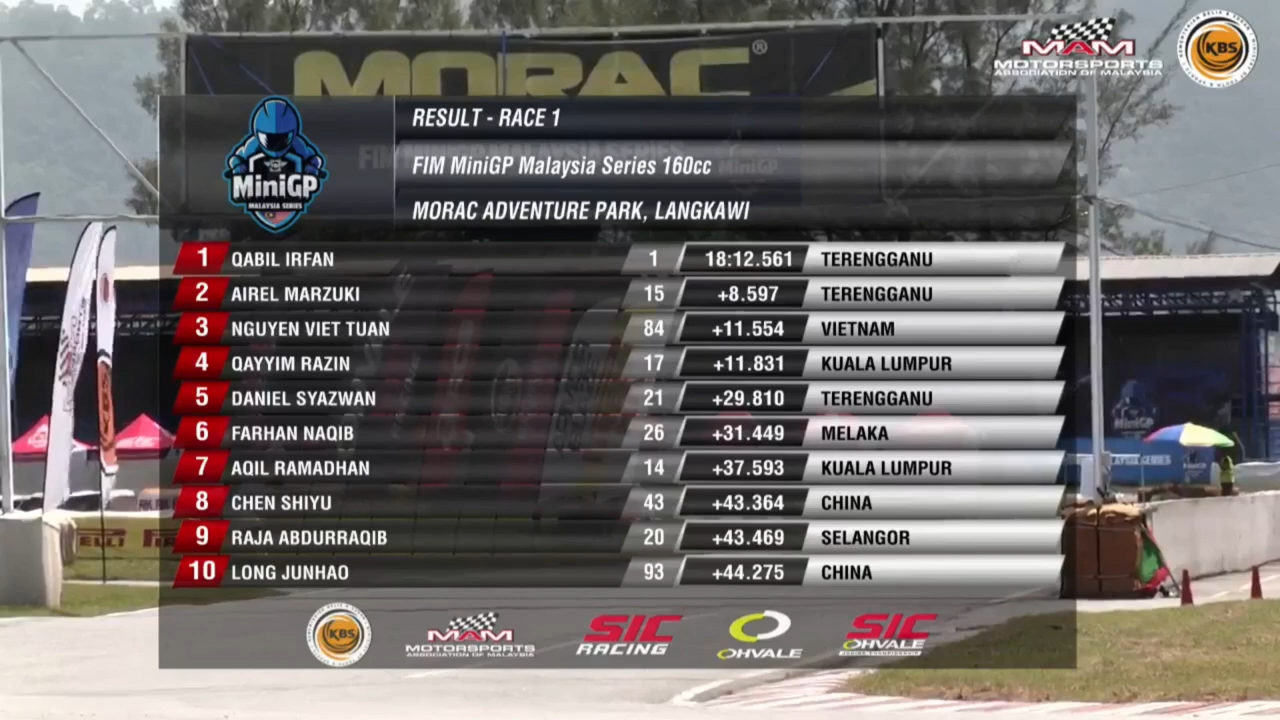 MORAC®
MAM
MOTORSPORTS
ASSOCIATION OF MALAYSIA
KBS
MiniGP
MALAYSIA SERIES
RESULT - RACE 1
FIM MiniGP Malaysia Series 160cc
MORAC ADVENTURE PARK, LANGKAWI
1 QABIL IRFAN 1 18:12.561 TERENGGANU
2 AIREL MARZUKI 15 +8.597 TERENGGANU
3 NGUYEN VIET TUAN 84 +11.554 VIETNAM
4 QAYYIM RAZIN 17 +11.831 KUALA LUMPUR
5 DANIEL SYAZWAN 21 +29.810 TERENGGANU
6 FARHAN NAQIB 26 +31.449 MELAKA
7 AQIL RAMADHAN 14 +37.593 KUALA LUMPUR
8 CHEN SHIYU 43 +43.364 CHINA
9 RAJA ABDURRAQIB 20 +43.469 SELANGOR
10 LONG JUNHAO 93 +44.275 CHINA
KBS
MAM
MOTORSPORTS
ASSOCIATION OF MALAYSIA
SIC
RACING
OHVALE
SIC
OHVALE